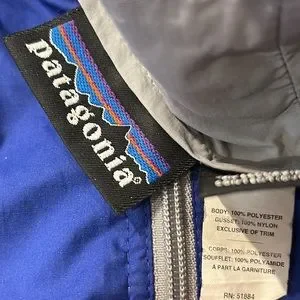 patagonia®
BODY: 100% POLYESTER
GUSSET: 100% NYLON
EXCLUSIVE OF TRIM
CORPS: 100% POLYESTER
SOUFFLET: 100% POLYAMIDE
A PART LA GARNITURE
RN: 51884